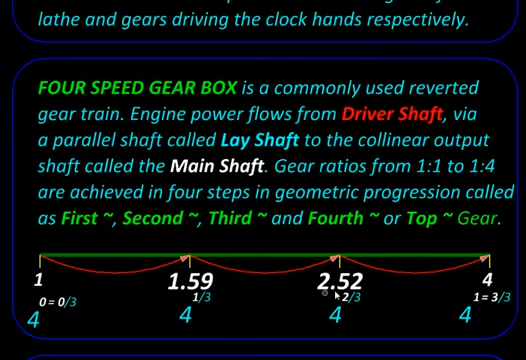 lathe and gears driving the clock hands respectively.
FOUR SPEED GEAR BOX is a commonly used reverted
gear train. Engine power flows from Driver Shaft, via
a parallel shaft called Lay Shaft to the collinear output
shaft called the Main Shaft. Gear ratios from 1:1 to 1:4
are achieved in four steps in geometric progression called
as First ~, Second ~, Third ~ and Fourth ~ or Top ~ Gear.
1 1.59 2.52 4
0 = 0/3 1/3 2/3 1 = 3/3
4 4 4 4